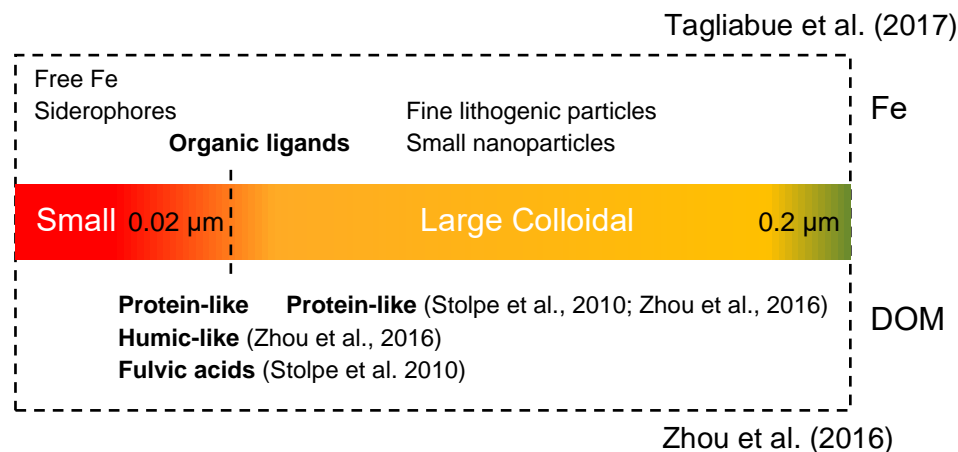 Tagliabue et al. (2017)
Free Fe
Siderophores
Fine lithogenic particles
Fe
Organic ligands
Small nanoparticles
Small 0.02 µm
Large Colloidal
0.2 µm
Protein-like
Protein-like (Stolpe et al., 2010; Zhou et al., 2016)
DOM
Humic-like (Zhou et al., 2016)
Fulvic acids (Stolpe et al. 2010)
Zhou et al. (2016)